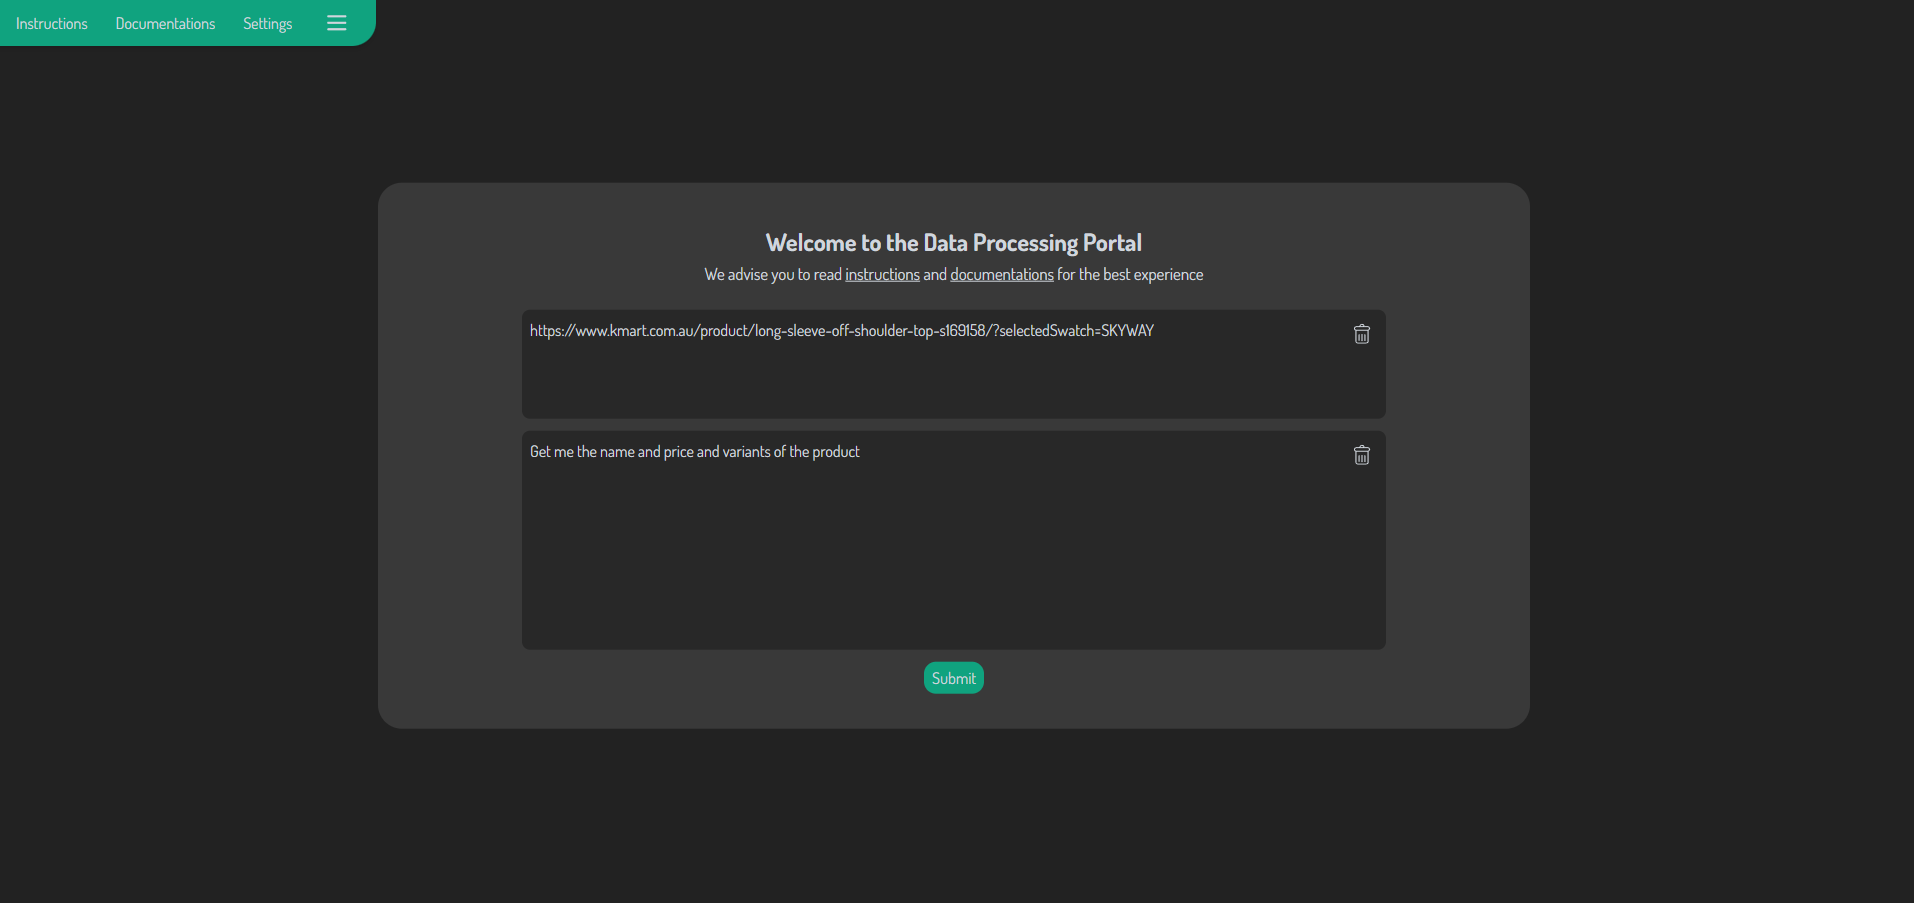 Instructions Documentations Settings
Welcome to the Data Processing Portal
We advise you to read instructions and documentations for the best experience
https://www.kmart.com.au/product/long-sleeve-off-shoulder-top-s169158/?selectedSwatch=SKYWAY
Get me the name and price and variants of the product
Submit